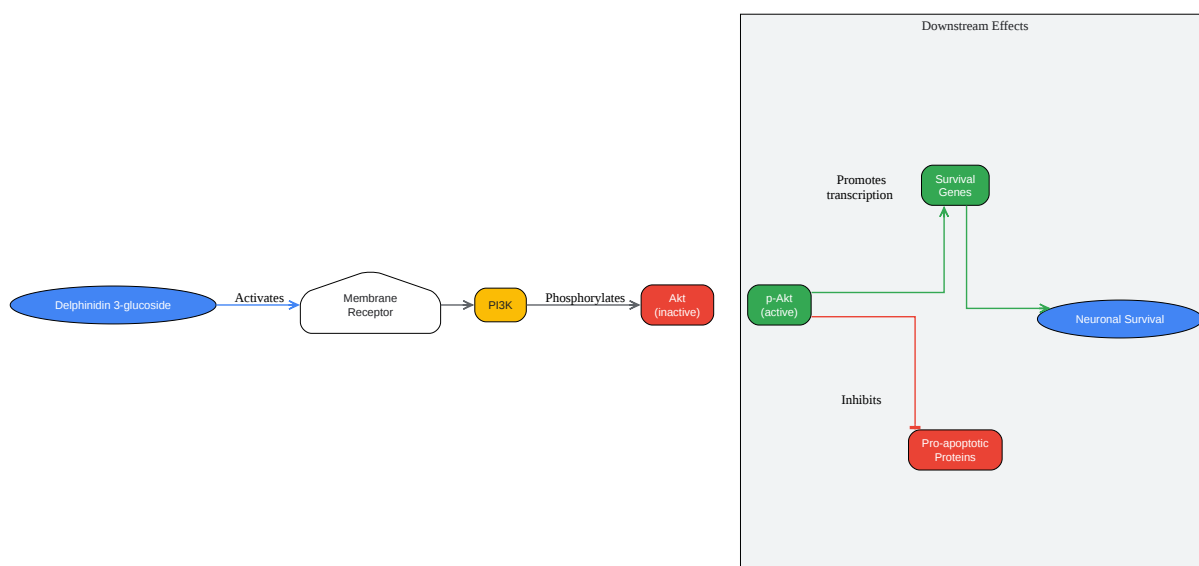 Downstream Effects
Promotes
transcription
Survival
Genes
Delphinidin 3-glucoside
Activates
Membrane
Receptor
PI3K
Phosphorylates
Akt
(inactive)
p-Akt
(active)
Neuronal Survival
Inhibits
Pro-apoptotic
Proteins